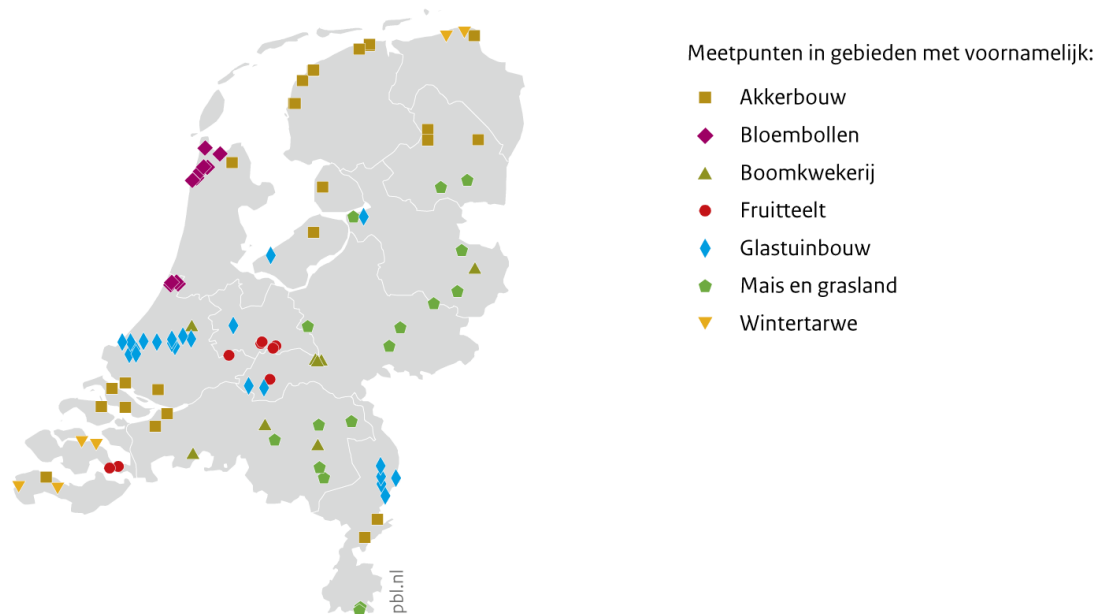 Meetpunten in gebieden met voornamelijk:
Akkerbouw
Bloembollen
Boomkwekerij
Fruitteelt
Glastuinbouw
Mais en grasland
Wintertarwe
pbl.nl